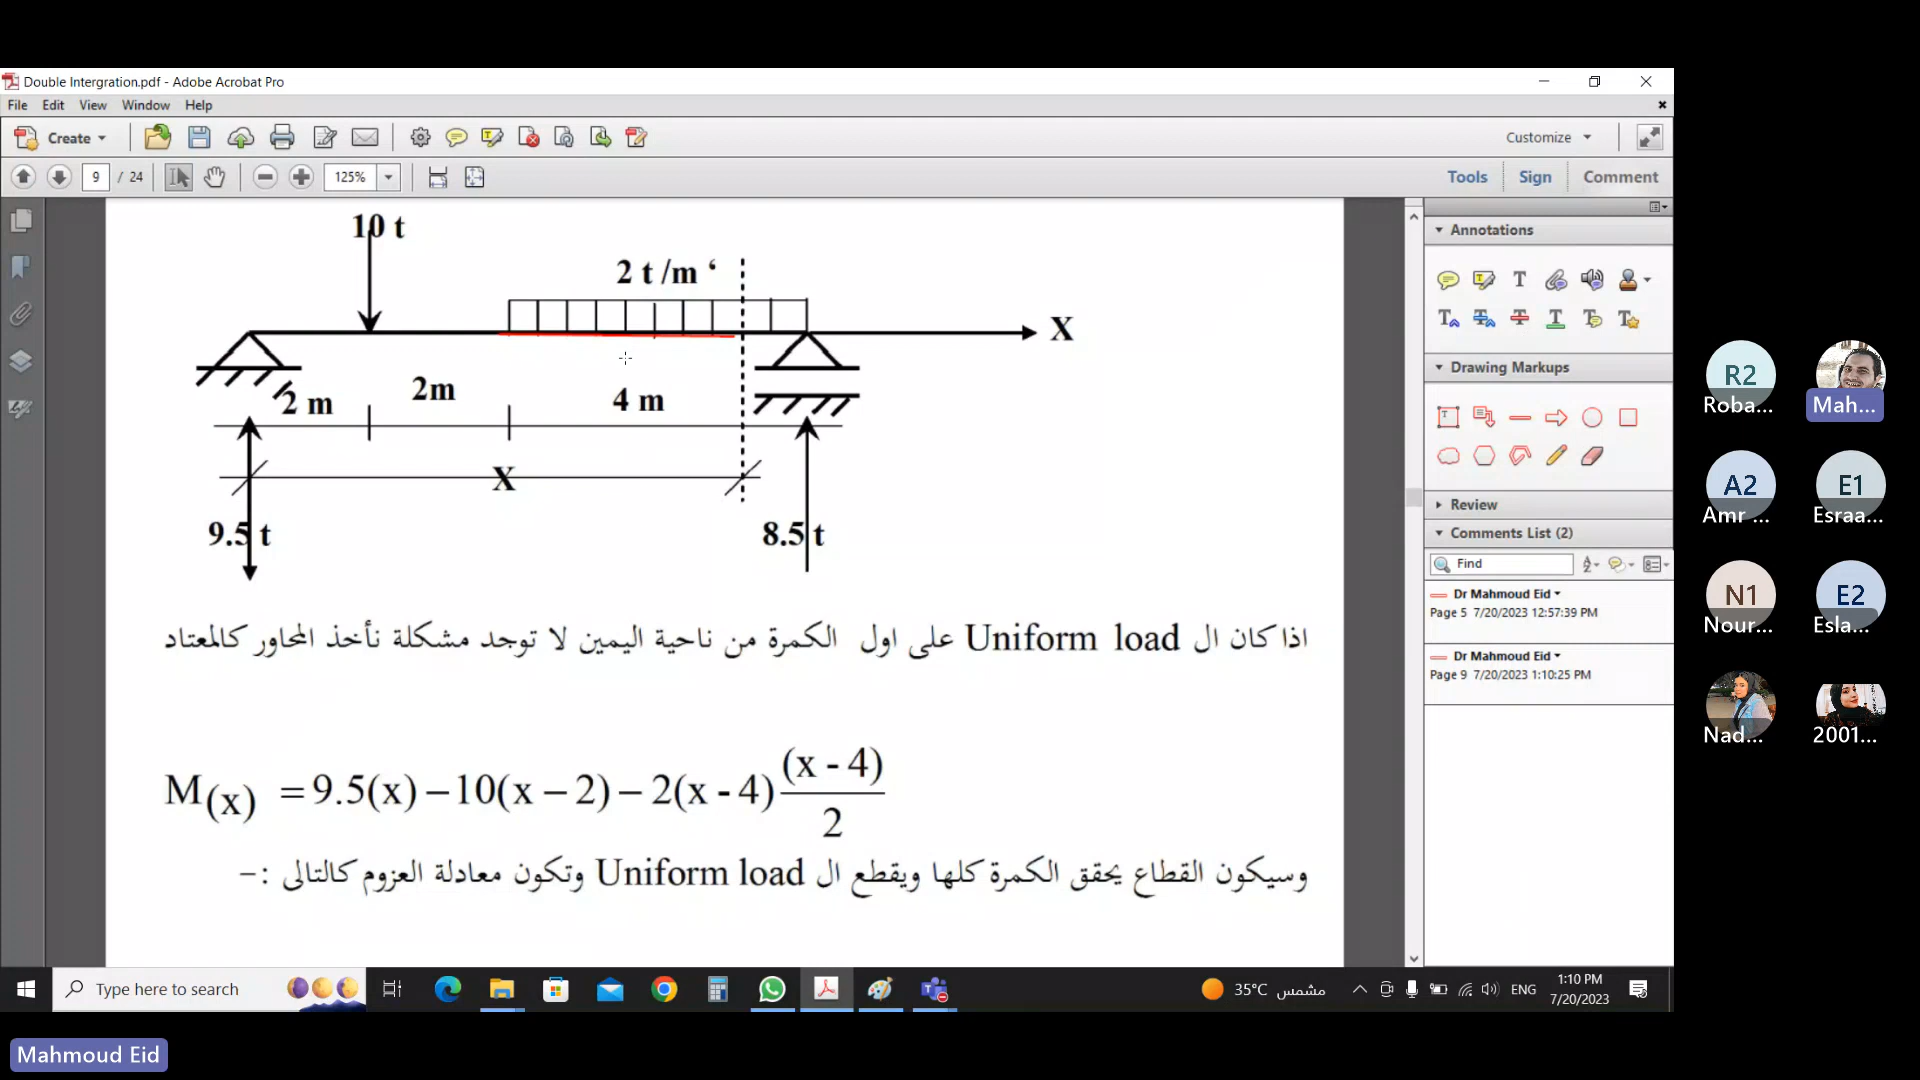 Double Intergration.pdf - Adobe Acrobat Pro
File Edit View Window Help
Create
Customize
9 / 24
125%
Tools Sign Comment
10 t
2 t /m ‘
X
2 m
2m
4 m
X
9.5 t
8.5 t
اذا كان ال Uniform load على اول الكمرة من ناحية اليمين لا توجد مشكلة نأخذ المحاور كالمعتاد
M(x) = 9.5(x) – 10(x – 2) – 2(x - 4) (x - 4) / 2
وسيكون القطاع يحقق الكمرة كلها ويقطع ال Uniform load وتكون معادلة العزوم كالتالى :–
Annotations
Drawing Markups
Review
Comments List (2)
Find
Dr Mahmoud Eid
Page 5 7/20/2023 12:57:39 PM
Dr Mahmoud Eid
Page 9 7/20/2023 1:10:25 PM
R2
Roba...
Mah...
A2
Amr ...
E1
Esraa...
N1
Nour...
E2
Esla...
Nad...
2001...
Type here to search
35°C مشمس
ENG
1:10 PM
7/20/2023
Mahmoud Eid